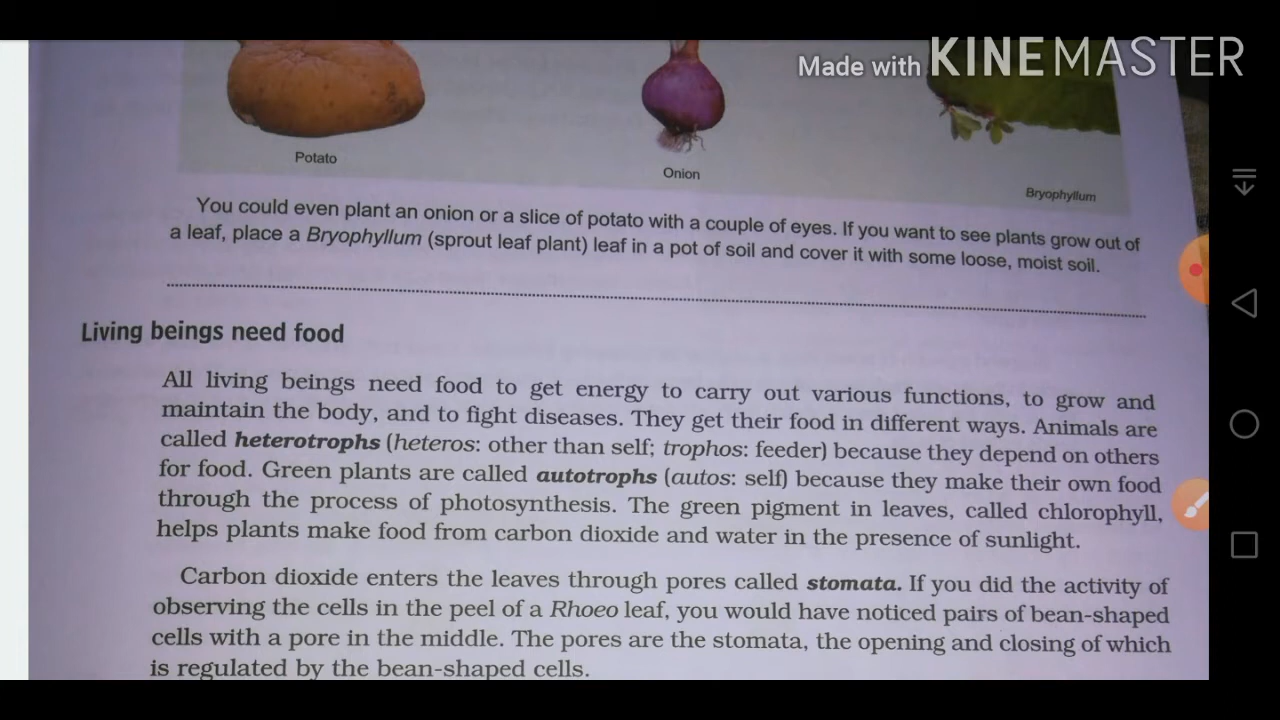 Made with KINEMASTER
Potato
Onion
Bryophyllum
You could even plant an onion or a slice of potato with a couple of eyes. If you want to see plants grow out of
a leaf, place a Bryophyllum (sprout leaf plant) leaf in a pot of soil and cover it with some loose, moist soil.
Living beings need food
All living beings need food to get energy to carry out various functions, to grow and
maintain the body, and to fight diseases. They get their food in different ways. Animals are
called heterotrophs (heteros: other than self; trophos: feeder) because they depend on others
for food. Green plants are called autotrophs (autos: self) because they make their own food
through the process of photosynthesis. The green pigment in leaves, called chlorophyll,
helps plants make food from carbon dioxide and water in the presence of sunlight.
Carbon dioxide enters the leaves through pores called stomata. If you did the activity of
observing the cells in the peel of a Rhoeo leaf, you would have noticed pairs of bean-shaped
cells with a pore in the middle. The pores are the stomata, the opening and closing of which
is regulated by the bean-shaped cells.